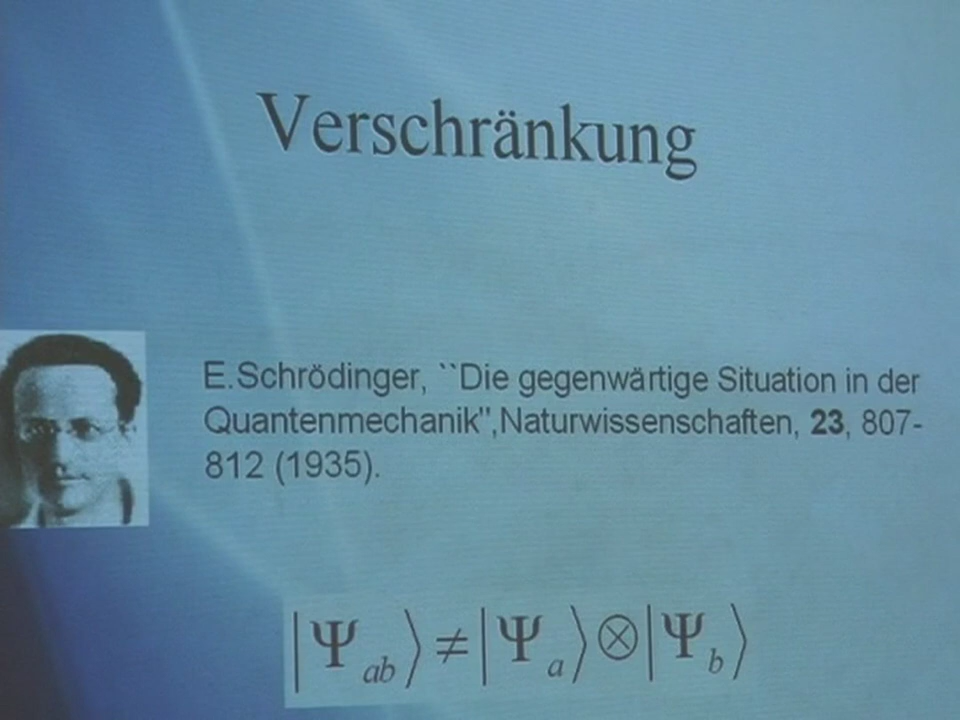 Verschränkung
E.Schrödinger, ``Die gegenwärtige Situation in der
Quantenmechanik",Naturwissenschaften, 23, 807-
812 (1935).
|Ψab⟩≠|Ψa⟩⊗|Ψb⟩